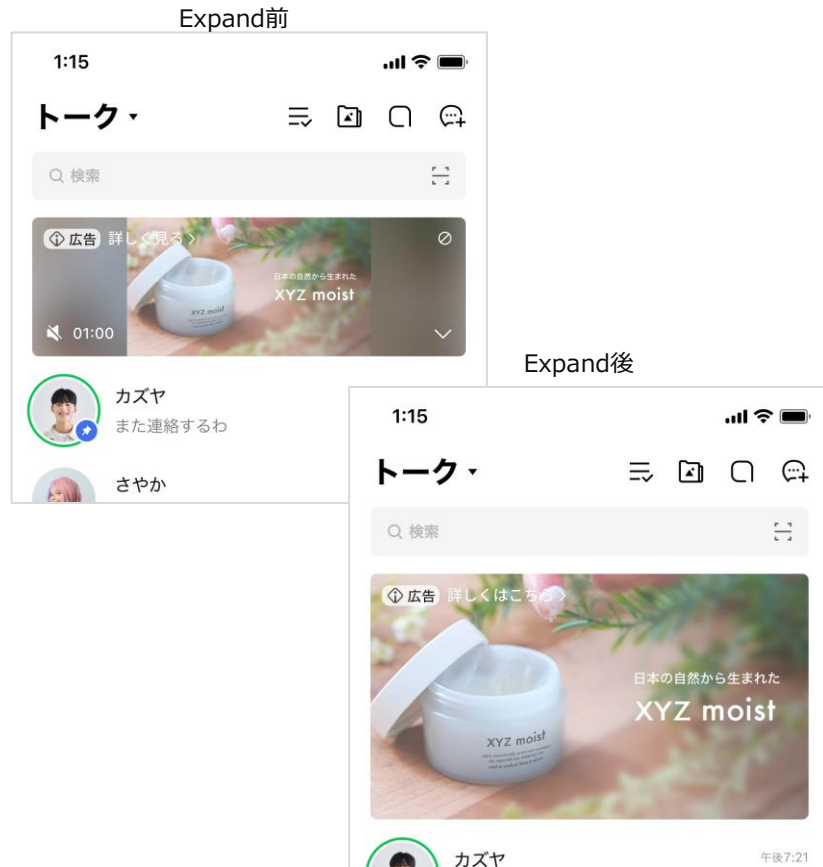 Expand前
1:15
トーク
検索
広告 詳しく見る >
日本の自然から生まれた
XYZ moist
XYZ moist
01:00
カズヤ
また連絡するわ
さやか
Expand後
1:15
トーク
検索
広告 詳しくはこちら >
日本の自然から生まれた
XYZ moist
XYZ moist
カズヤ
午後7:21